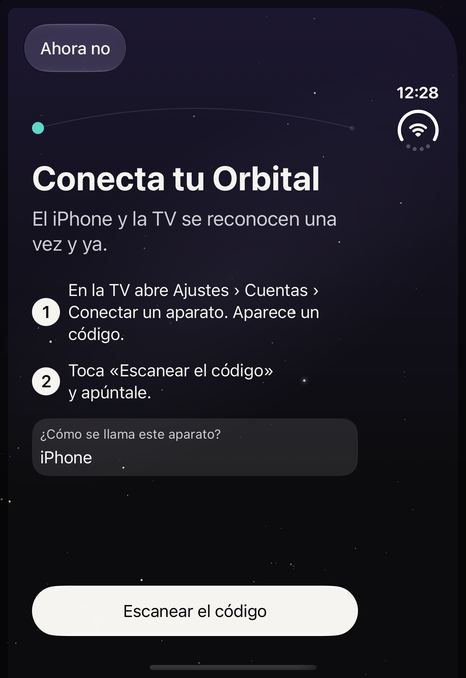 Ahora no
12:28
Conecta tu Orbital
El iPhone y la TV se reconocen una
vez y ya.
1
En la TV abre Ajustes › Cuentas ›
Conectar un aparato. Aparece un
código.
2
Toca «Escanear el código»
y apúntale.
¿Cómo se llama este aparato?
iPhone
Escanear el código